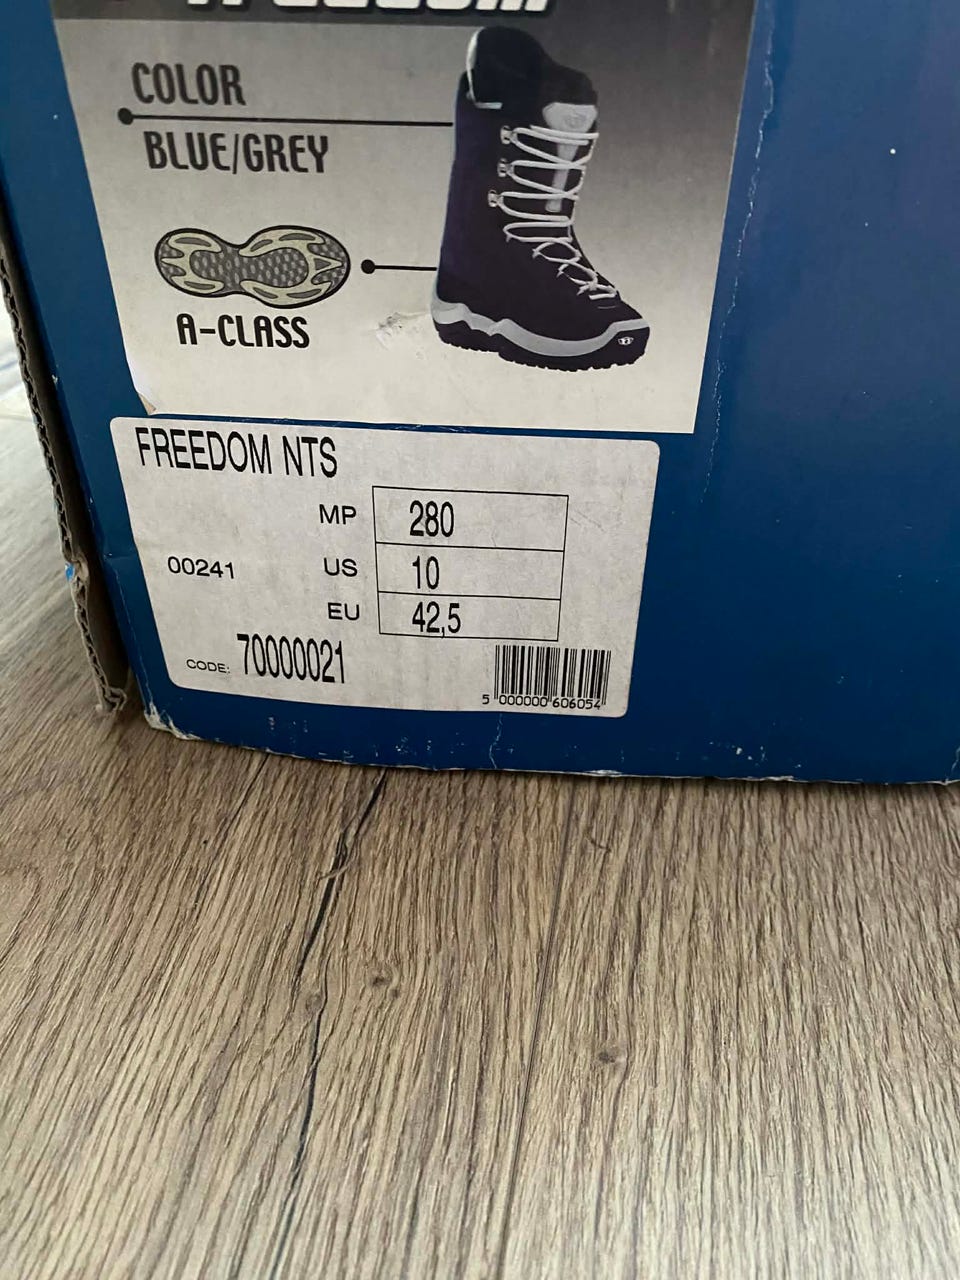 COLOR
BLUE/GREY
A-CLASS
FREEDOM NTS
MP 280
00241 US 10
EU 42,5
CODE: 70000021
5 000000 606054